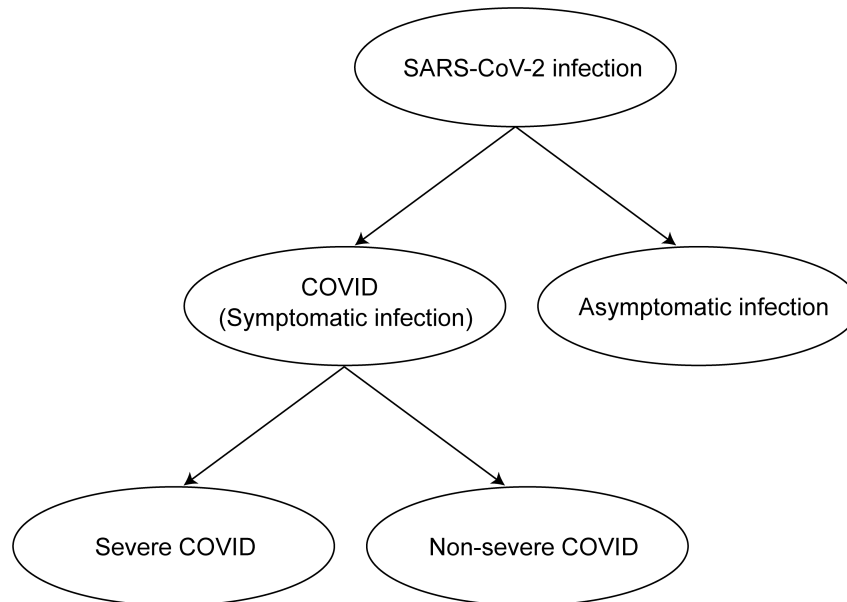 SARS-CoV-2 infection
COVID
(Symptomatic infection)
Asymptomatic infection
Severe COVID
Non-severe COVID